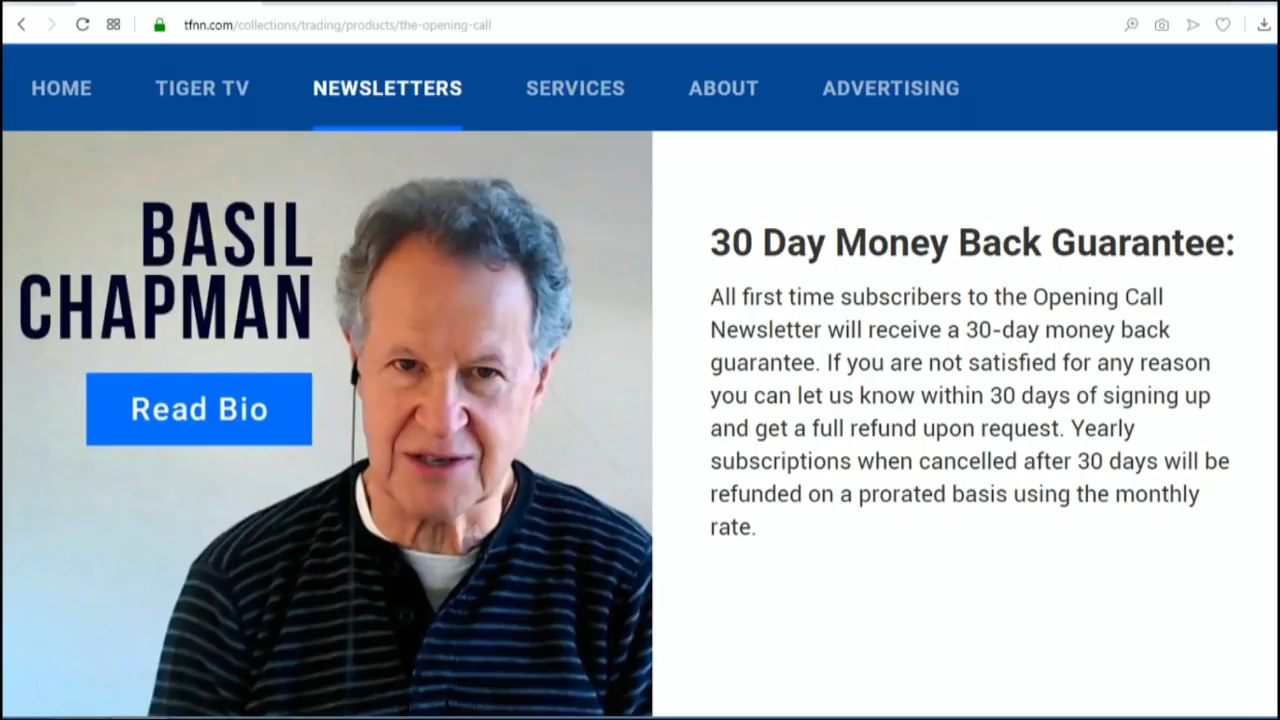 tfnn.com/collections/trading/products/the-opening-call
HOME TIGER TV NEWSLETTERS SERVICES ABOUT ADVERTISING
BASIL
CHAPMAN
Read Bio
30 Day Money Back Guarantee:
All first time subscribers to the Opening Call
Newsletter will receive a 30-day money back
guarantee. If you are not satisfied for any reason
you can let us know within 30 days of signing up
and get a full refund upon request. Yearly
subscriptions when cancelled after 30 days will be
refunded on a prorated basis using the monthly
rate.